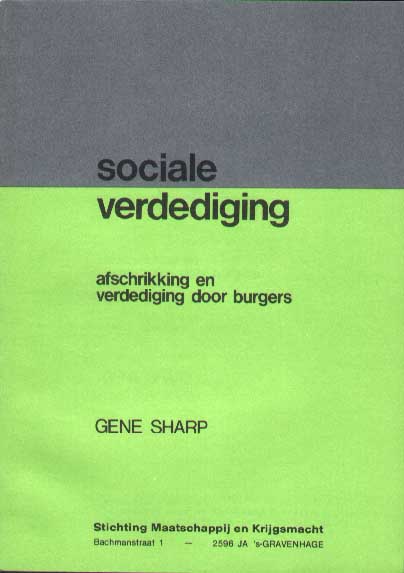 sociale
verdediging
afschrikking en
verdediging door burgers
GENE SHARP
Stichting Maatschappij en Krijgsmacht
Bachmanstraat 1 — 2596 JA 's-GRAVENHAGE